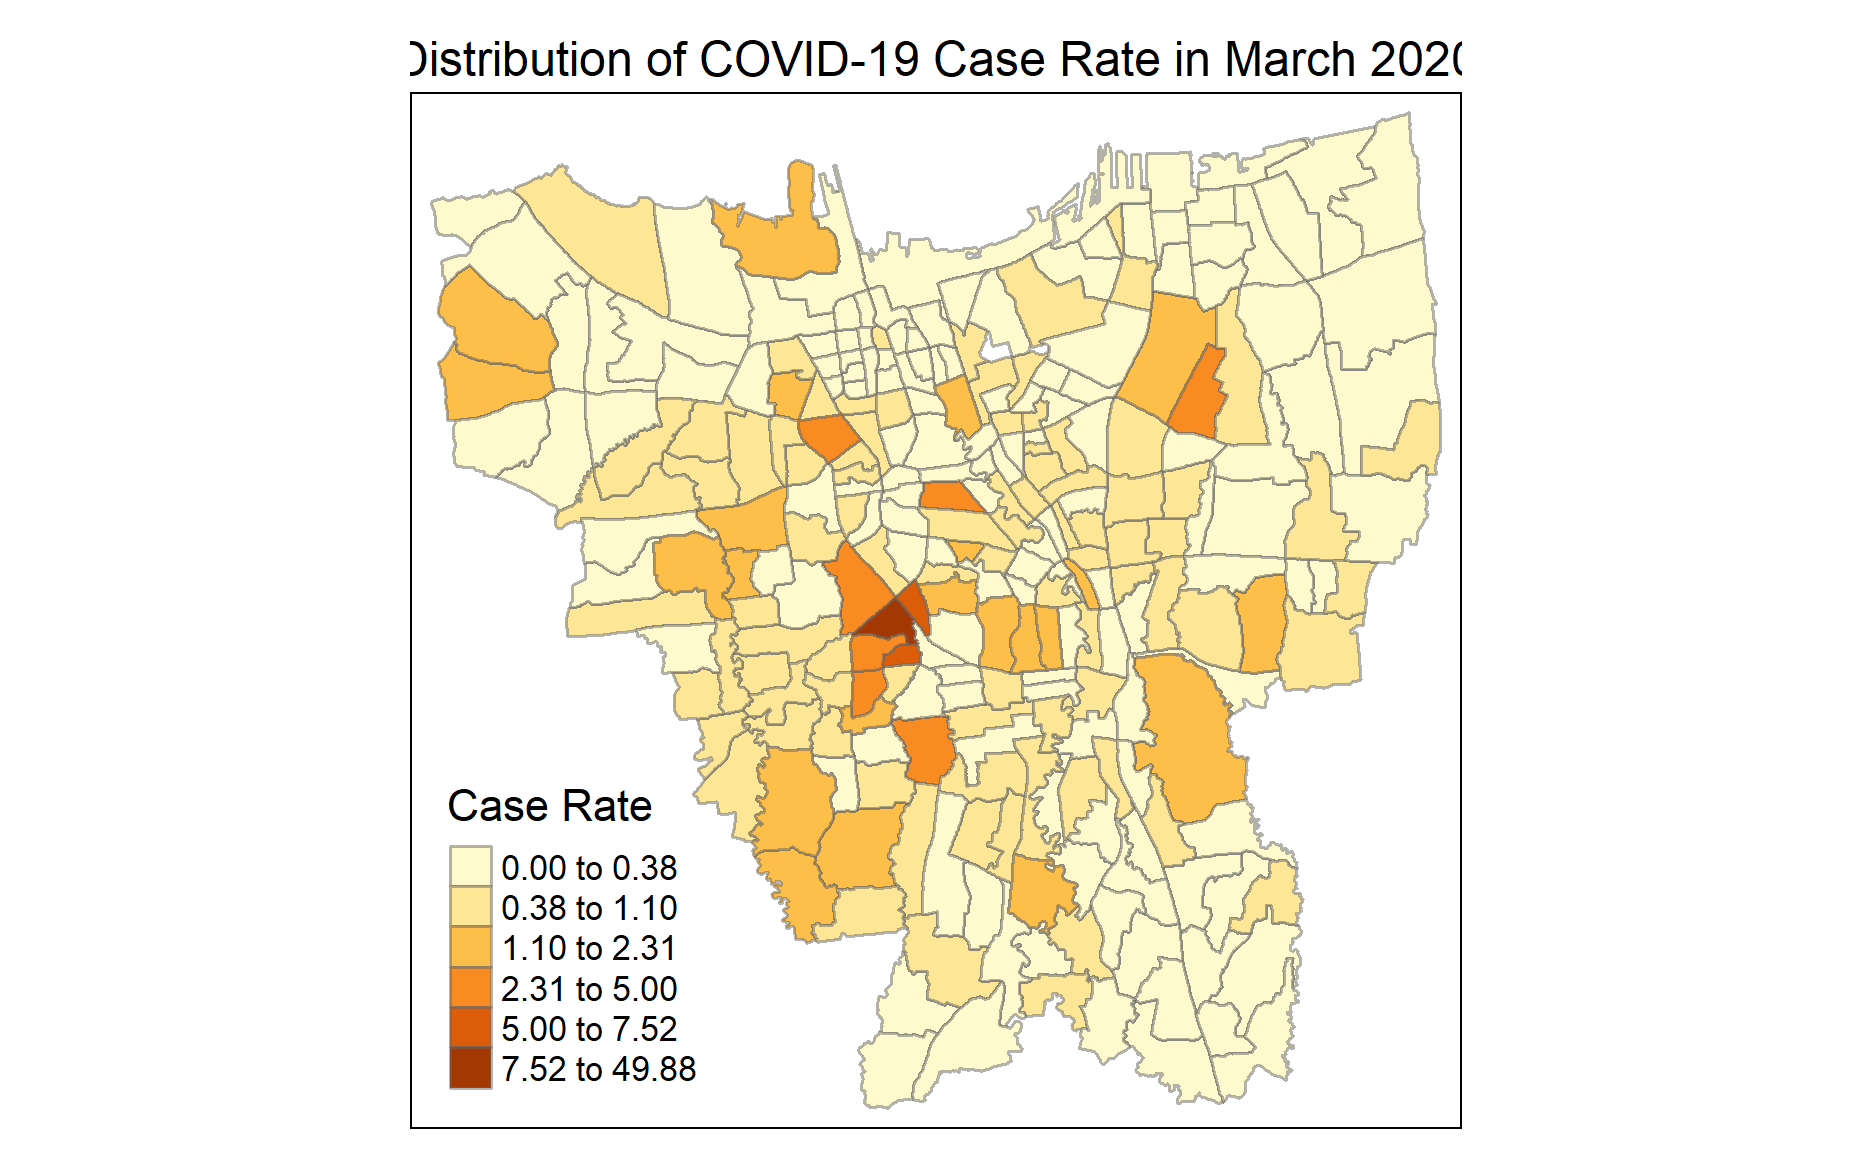 Distribution of COVID-19 Case Rate in March 2020
Case Rate
0.00 to 0.38
0.38 to 1.10
1.10 to 2.31
2.31 to 5.00
5.00 to 7.52
7.52 to 49.88